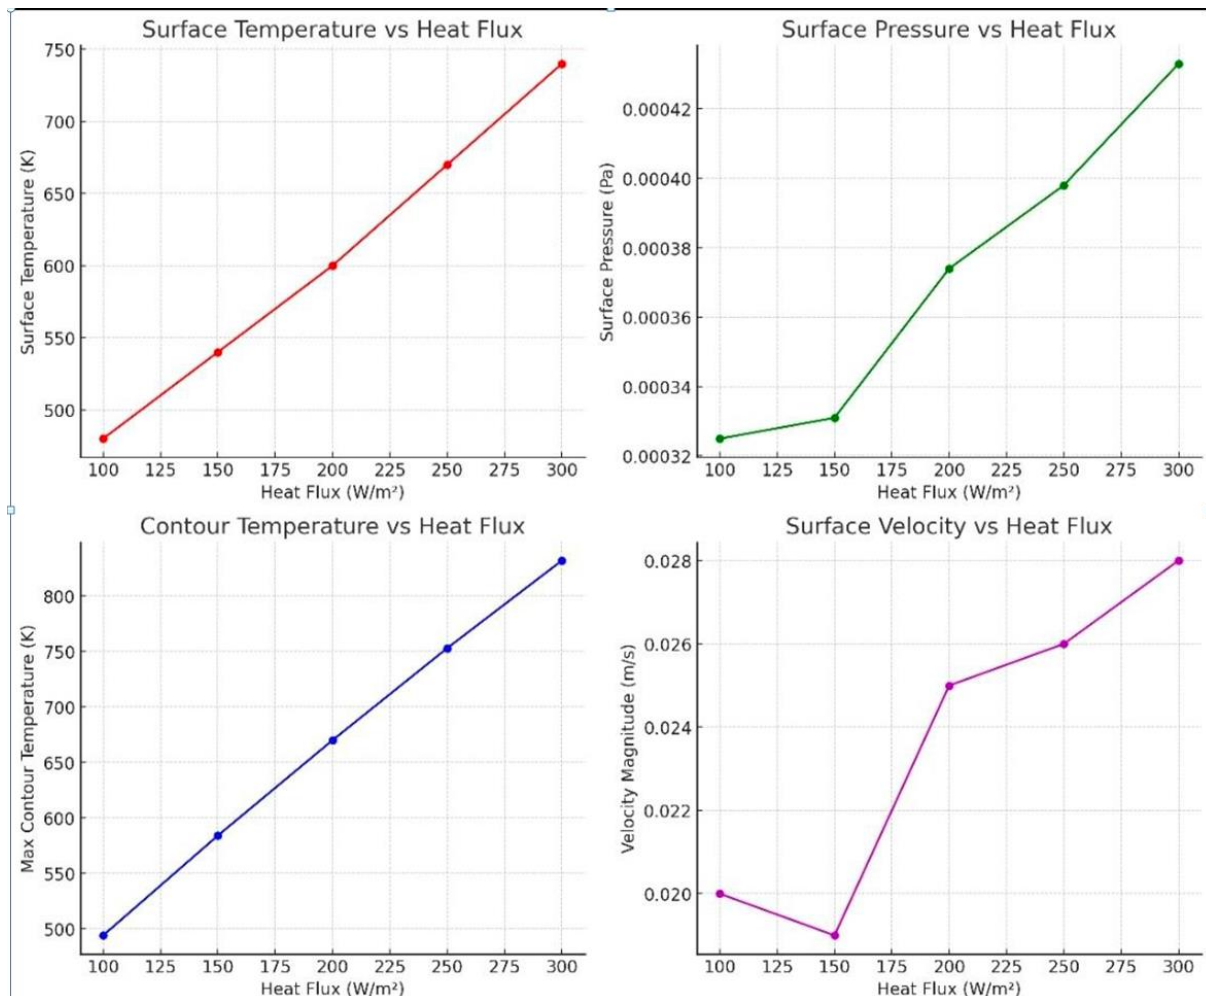 Surface Temperature vs Heat Flux
750
700
650
600
550
500
Surface Temperature (K)
100 125 150 175 200 225 250 275 300
Heat Flux (W/m²)
Surface Pressure vs Heat Flux
0.00042
0.00040
0.00038
0.00036
0.00034
0.00032
Surface Pressure (Pa)
100 125 150 175 200 225 250 275 300
Heat Flux (W/m²)
Contour Temperature vs Heat Flux
800
750
700
650
600
550
500
Max Contour Temperature (K)
100 125 150 175 200 225 250 275 300
Heat Flux (W/m²)
Surface Velocity vs Heat Flux
0.028
0.026
0.024
0.022
0.020
Velocity Magnitude (m/s)
100 125 150 175 200 225 250 275 300
Heat Flux (W/m²)